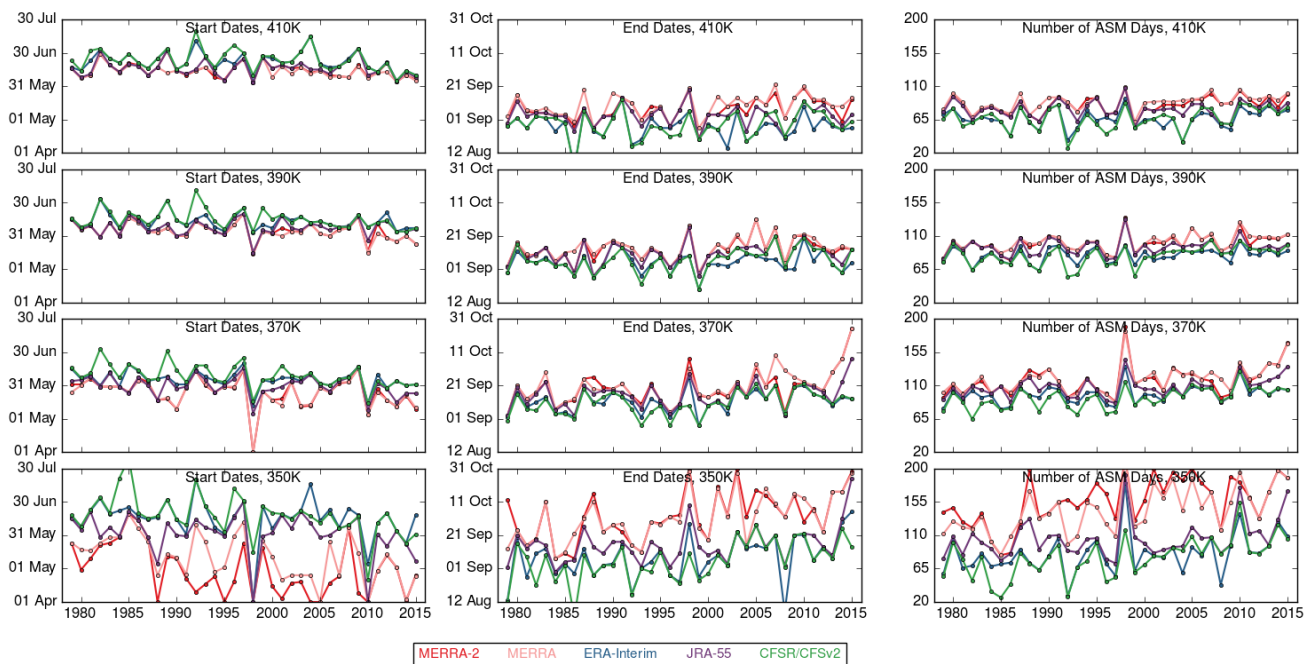 Start Dates, 410K
30 Jul
30 Jun
31 May
01 May
01 Apr
End Dates, 410K
31 Oct
11 Oct
21 Sep
01 Sep
12 Aug
Number of ASM Days, 410K
200
155
110
65
20
Start Dates, 390K
30 Jul
30 Jun
31 May
01 May
01 Apr
End Dates, 390K
31 Oct
11 Oct
21 Sep
01 Sep
12 Aug
Number of ASM Days, 390K
200
155
110
65
20
Start Dates, 370K
30 Jul
30 Jun
31 May
01 May
01 Apr
End Dates, 370K
31 Oct
11 Oct
21 Sep
01 Sep
12 Aug
Number of ASM Days, 370K
200
155
110
65
20
Start Dates, 350K
30 Jul
30 Jun
31 May
01 May
01 Apr
1980 1985 1990 1995 2000 2005 2010 2015
End Dates, 350K
31 Oct
11 Oct
21 Sep
01 Sep
12 Aug
1980 1985 1990 1995 2000 2005 2010 2015
Number of ASM Days, 350K
200
155
110
65
20
1980 1985 1990 1995 2000 2005 2010 2015
MERRA-2 MERRA ERA-Interim JRA-55 CFSR/CFSv2